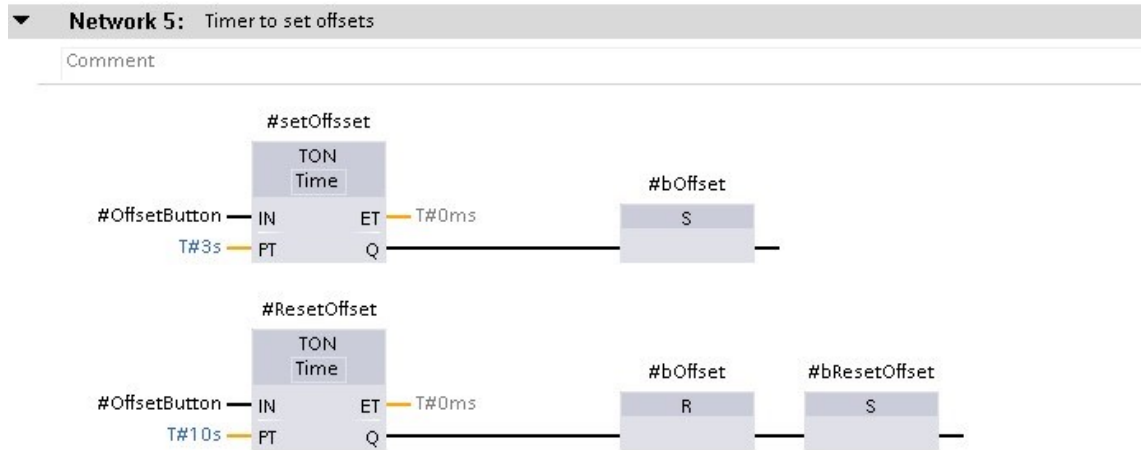 Network 5: Timer to set offsets
Comment
#setOffsset
TON
Time
#bOffset
#OffsetButton IN ET T#0ms S
T#3s PT Q
#ResetOffset
TON
Time
#bOffset #bResetOffset
#OffsetButton IN ET T#0ms R S
T#10s PT Q